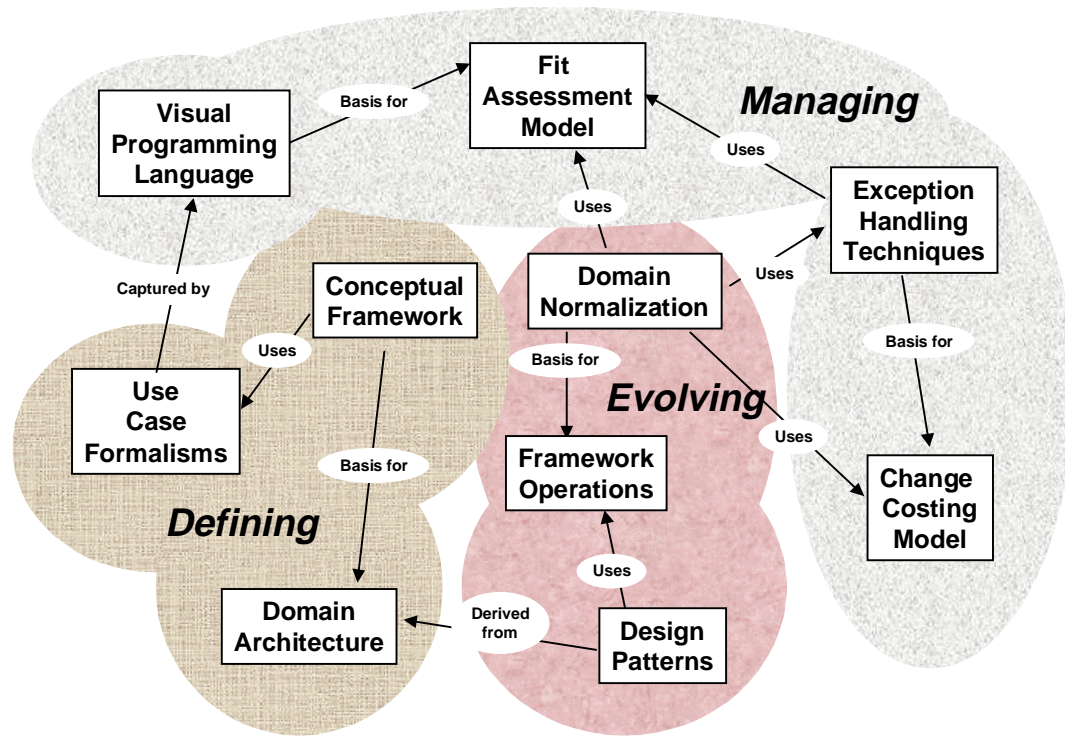 Fit
Assessment
Model
Managing
Basis for
Visual
Programming
Language
Uses
Exception
Handling
Techniques
Uses
Captured by
Conceptual
Framework
Domain
Normalization
Uses
Uses
Basis for
Basis for
Use
Case
Formalisms
Evolving
Uses
Basis for
Framework
Operations
Change
Costing
Model
Defining
Uses
Domain
Architecture
Derived
from
Design
Patterns